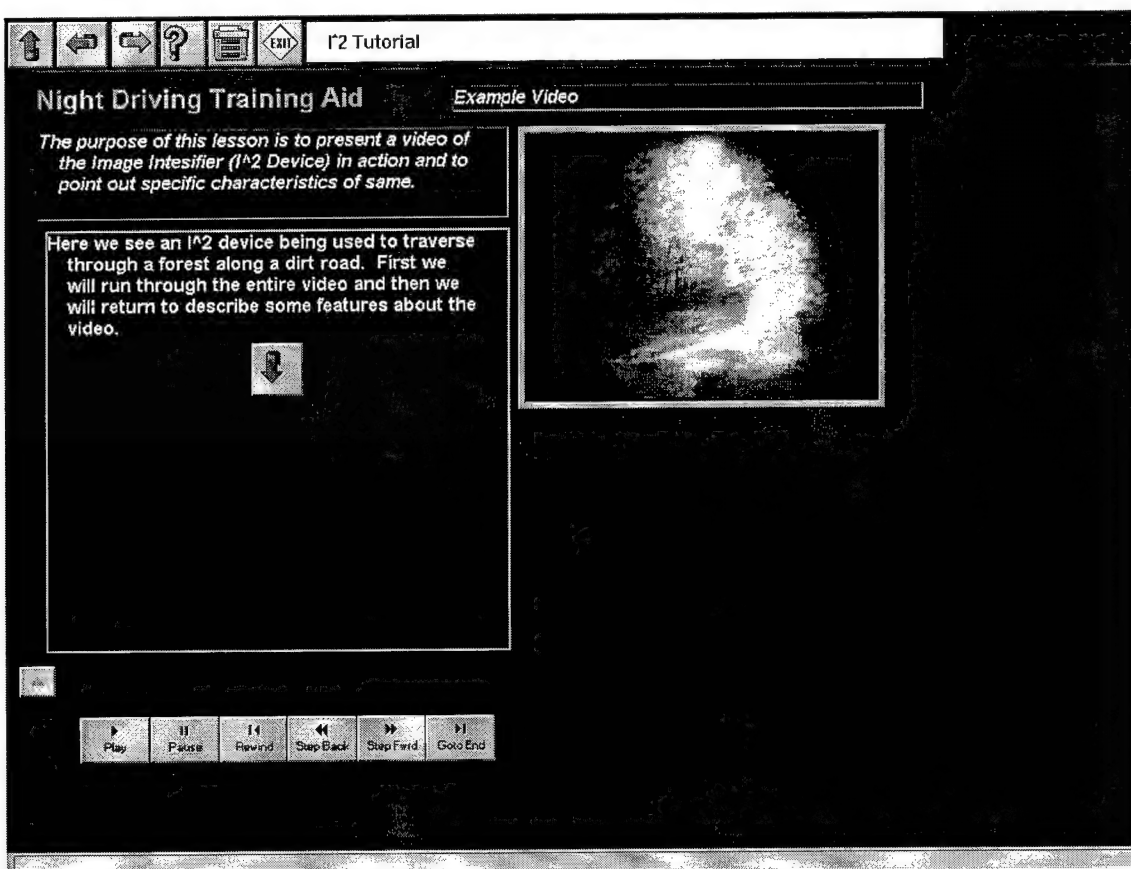 EXIT
I^2 Tutorial
Night Driving Training Aid
Example Video
The purpose of this lesson is to present a video of
the Image Intesifier (I^2 Device) in action and to
point out specific characteristics of same.
Here we see an I^2 device being used to traverse
through a forest along a dirt road.  First we
will run through the entire video and then we
will return to describe some features about the
video.
Play Pause Rewind Step Back Step Fwrd Goto End